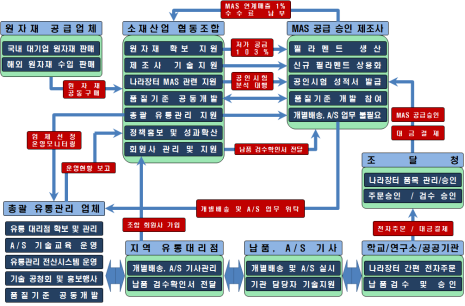 MAS 연계매출 1%
수 수 료 납 부
원 자 재 공 급 업 체
국내 대기업 원자재 판매
해외 원자재 수입 판매
원 자 재
공동구매
소재산업 협동조합
원 자 재 확 보 지 원
제 조 사 기 술 지 원
나라장터 MAS 관련 지원
품 질 기 준 공 동 개 발
총 괄 유통관리 지원
정책홍보 및 성과확산
회원사 관리 및 지원
저가 공급
1 0 3 %
공인시험
분석 대행
MAS 공급 승인 제조사
필 라 멘 트 생 산
신규 필라멘트 상용화
공인시험 성적서 발급
품질기준 개발 참여
개별배송, A/S 업무 불필요
업 체 선 정
운영모니터링
운영현황 보고
납품 검수확인서 전달
MAS 공급승인
대 금 결 제
조 달 청
나라장터 품목 관리/승인
주문승인 / 검수 승인
개별배송 및 A/S 업무 위탁
조합 회원사 가입
전자주문 / 대금결제
총괄 유통관리 업체
유통 대리점 확보 및 관리
A/S 기술교육 운영
유통관리 전산시스템 운영
기술 공청회 및 홍보행사
품 질 기 준 공 동 개 발
지역 유통대리점
개별배송, A/S 기사관리
납품 검수확인서 전달
납품, A/S 기사
개별배송 및 A/S 실시
기관 담당자 기술지원
학교/연구소/공공기관
나라장터 간편 전자주문
납품 검수 및 승인